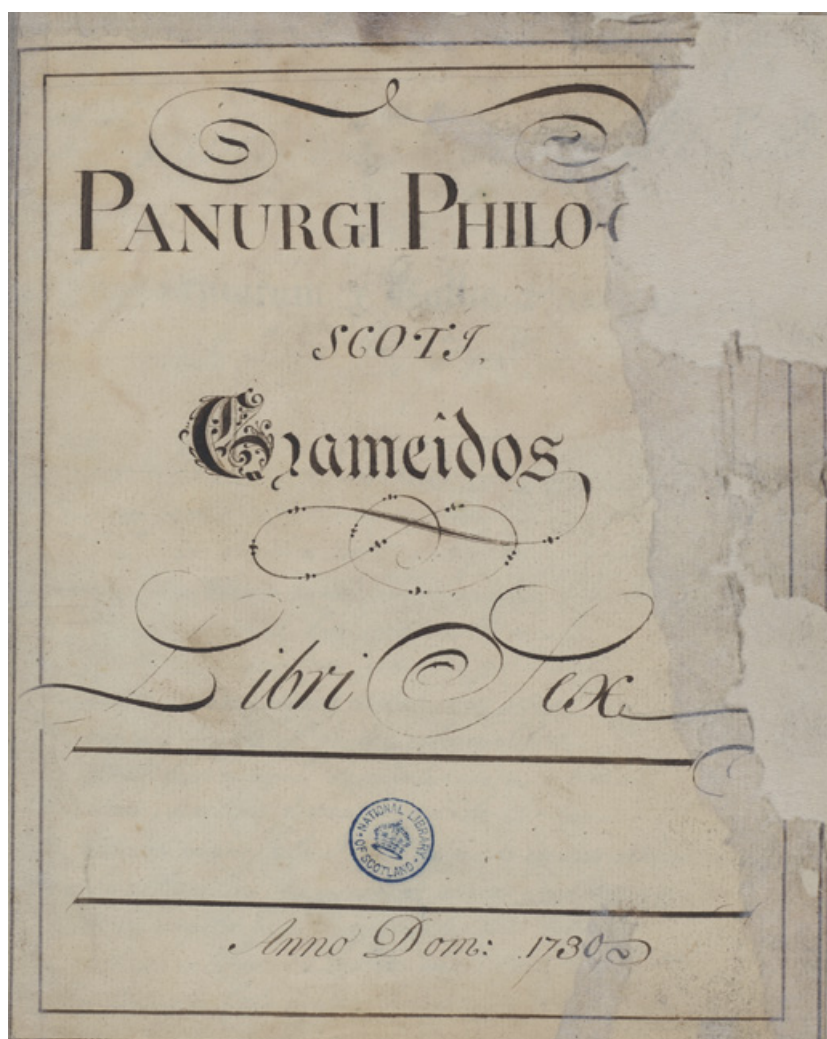 PANURGI PHILO-
SCOTI,
Grameidos
Libri Sex
NATIONAL LIBRARY OF SCOTLAND
Anno Dom: 1730